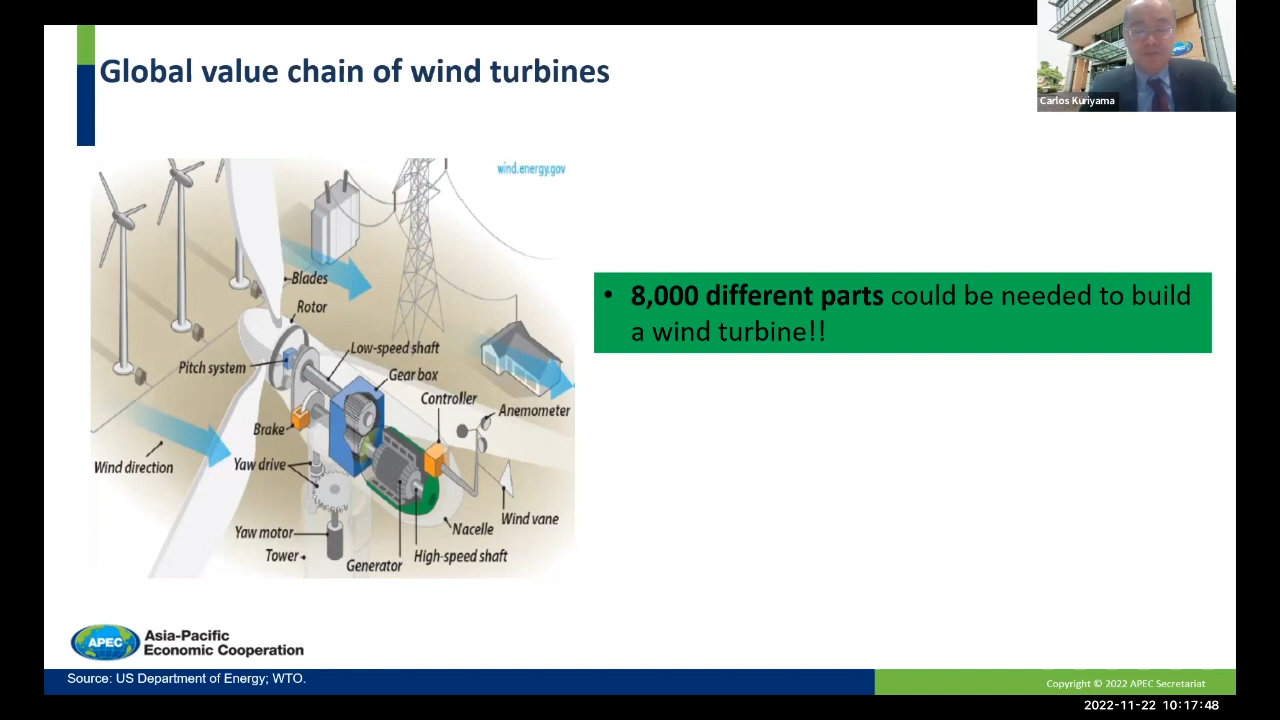 Global value chain of wind turbines
Carlos Kuriyama
APEC
wind.energy.gov
Blades
Rotor
Low-speed shaft
Pitch system
Gear box
Controller
Anemometer
Brake
Yaw drive
Wind direction
Wind vane
Yaw motor
Nacelle
Tower
Generator
High-speed shaft
• 8,000 different parts could be needed to build
a wind turbine!!
APEC
Asia-Pacific
Economic Cooperation
Source: US Department of Energy; WTO.
Copyright © 2022 APEC Secretariat
2022-11-22 10:17:48